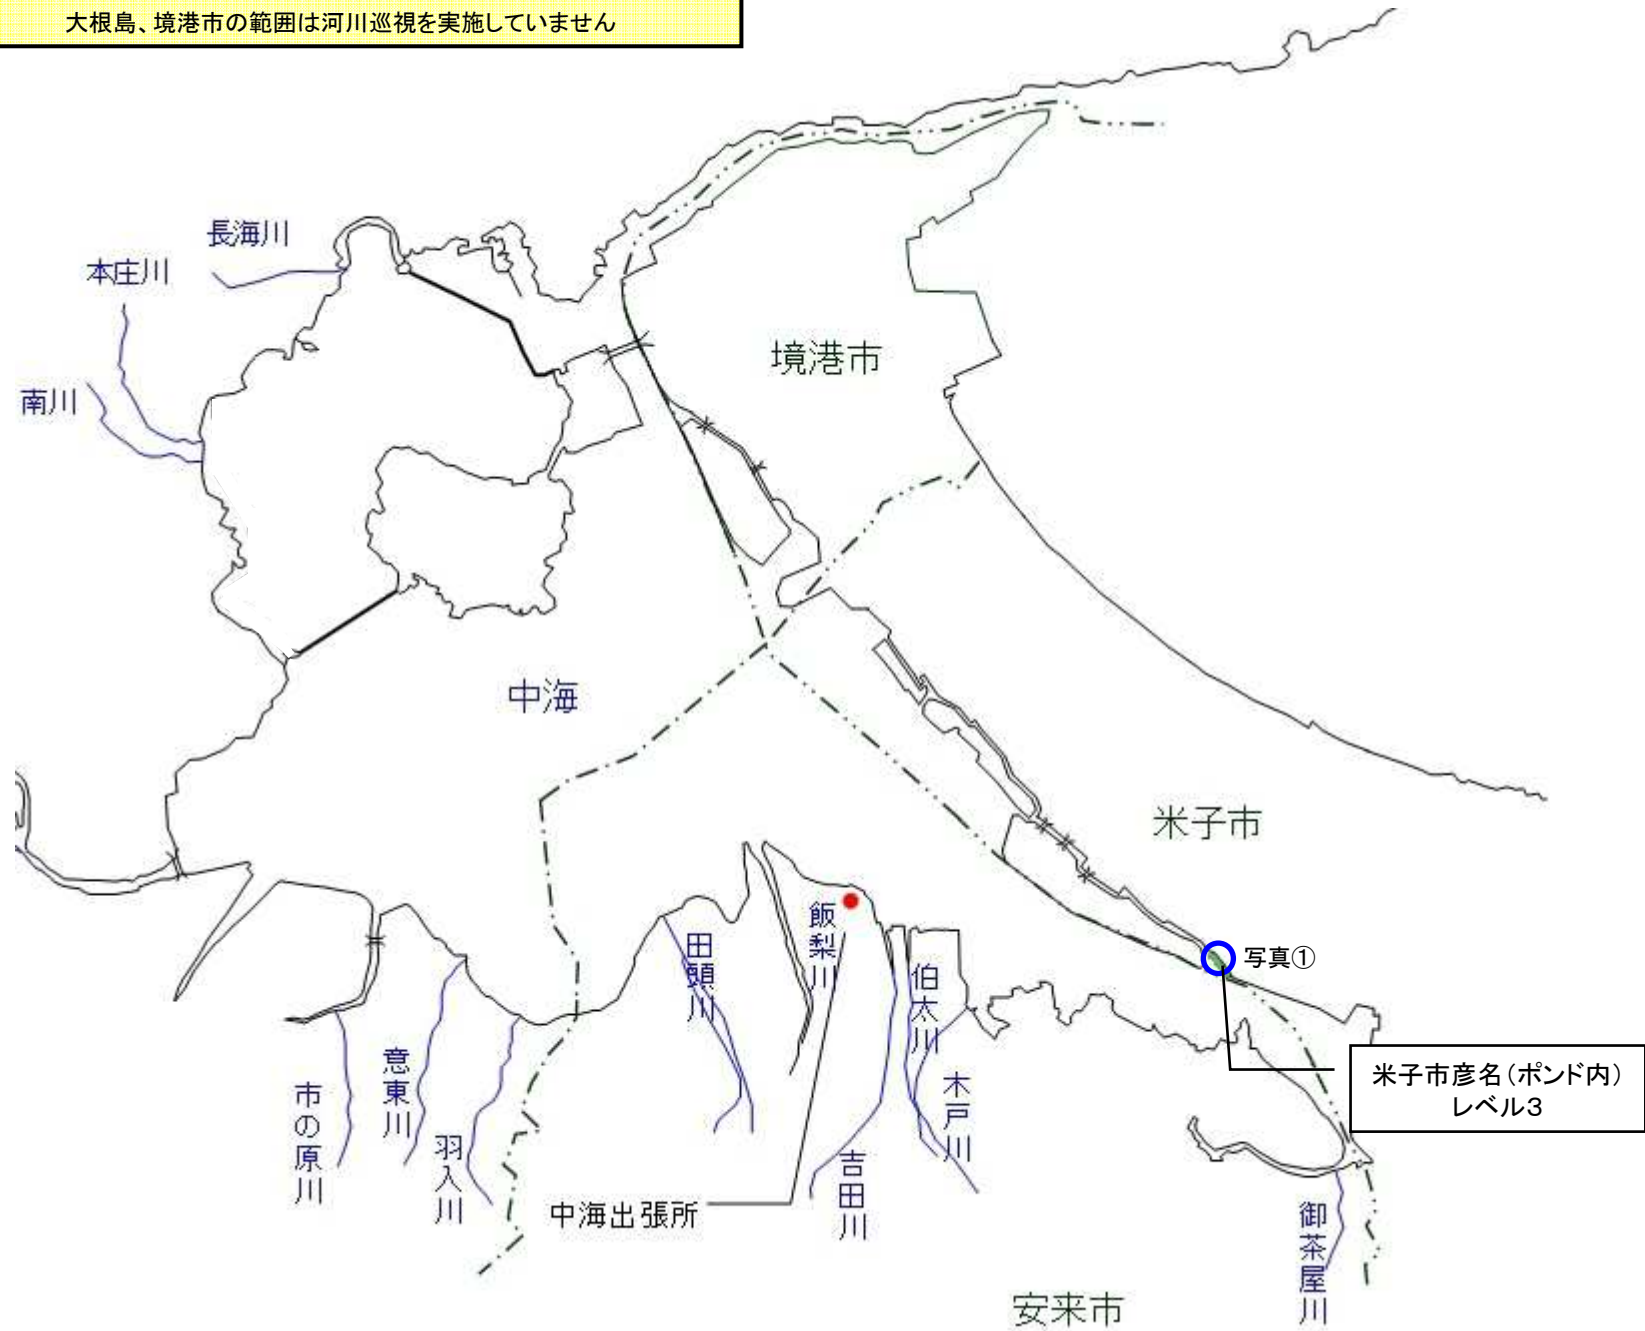 大根島、境港市の範囲は河川巡視を実施していません
長海川
本庄川
境港市
南川
中海
米子市
飯梨川
田頭川
伯太川
写真①
意東川
市の原川
羽入川
木戸川
米子市彦名(ポンド内)
レベル3
吉田川
中海出張所
御茶屋川
安来市